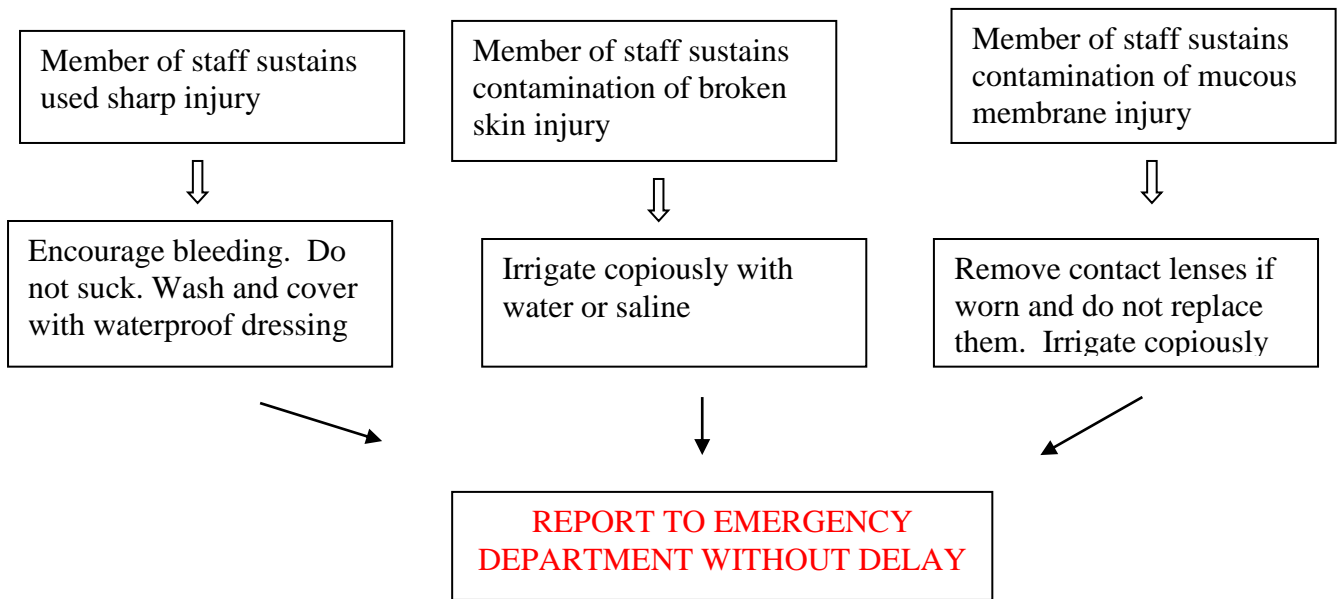 Member of staff sustains
used sharp injury
Member of staff sustains
contamination of broken
skin injury
Member of staff sustains
contamination of mucous
membrane injury
Encourage bleeding.  Do
not suck. Wash and cover
with waterproof dressing
Irrigate copiously with
water or saline
Remove contact lenses if
worn and do not replace
them.  Irrigate copiously
REPORT TO EMERGENCY
DEPARTMENT WITHOUT DELAY